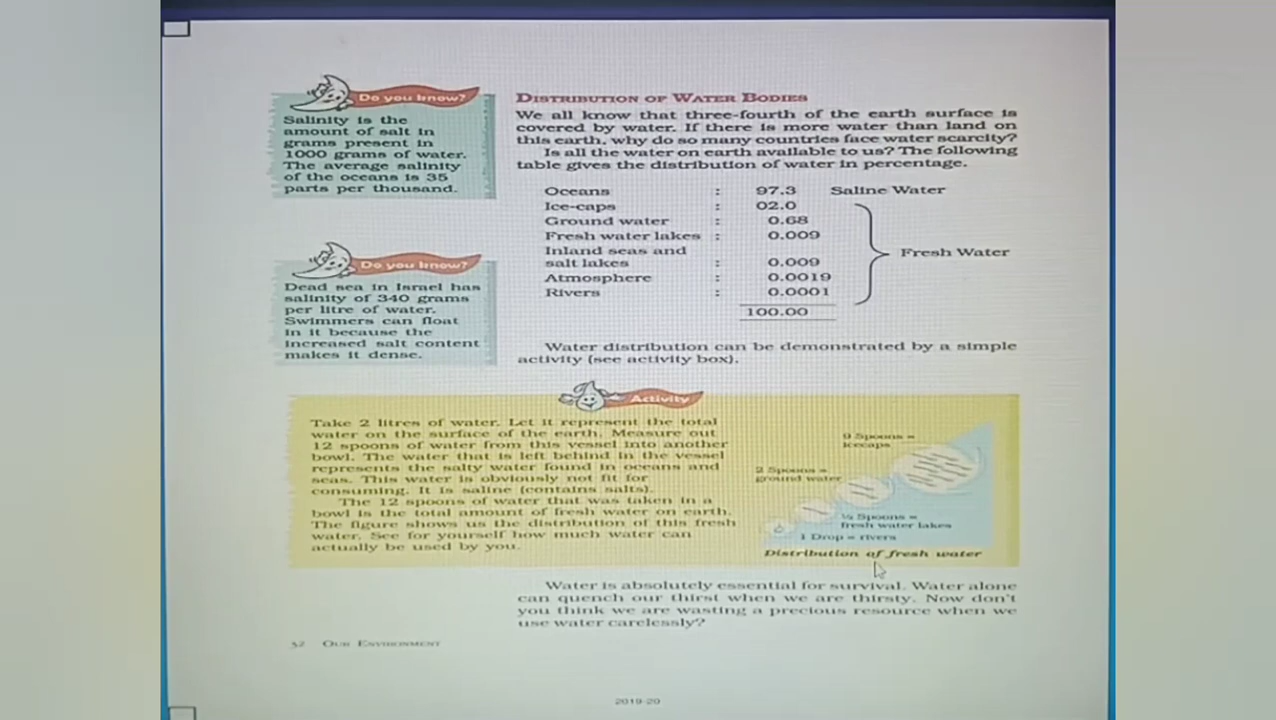 Do you know?
Salinity is the
amount of salt in
grams present in
1000 grams of water.
The average salinity
of the oceans is 35
parts per thousand.
Do you know?
Dead sea in Israel has
salinity of 340 grams
per litre of water.
Swimmers can float
in it because the
increased salt content
makes it dense.
DISTRIBUTION OF WATER BODIES
We all know that three-fourth of the earth surface is
covered by water. If there is more water than land on
this earth, why do so many countries face water scarcity?
Is all the water on earth available to us? The following
table gives the distribution of water in percentage.
Oceans : 97.3 Saline Water
Ice-caps : 02.0
Ground water : 0.68
Fresh water lakes : 0.009
Inland seas and
salt lakes : 0.009
Atmosphere : 0.0019
Rivers : 0.0001
Fresh Water
100.00
Water distribution can be demonstrated by a simple
activity (see activity box).
Activity
Take 2 litres of water. Let it represent the total
water on the surface of the earth. Measure out
12 spoons of water from this vessel into another
bowl. The water that is left behind in the vessel
represents the salty water found in oceans and
seas. This water is obviously not fit for
consuming. It is saline (contains salts).
The 12 spoons of water that was taken in a
bowl is the total amount of fresh water on earth.
The figure shows us the distribution of this fresh
water. See for yourself how much water can
actually be used by you.
9 Spoons =
icecaps
2 Spoons =
ground water
½ Spoons =
fresh water lakes
1 Drop = rivers
Distribution of fresh water
Water is absolutely essential for survival. Water alone
can quench our thirst when we are thirsty. Now don't
you think we are wasting a precious resource when we
use water carelessly?
32 OUR ENVIRONMENT
2019-20